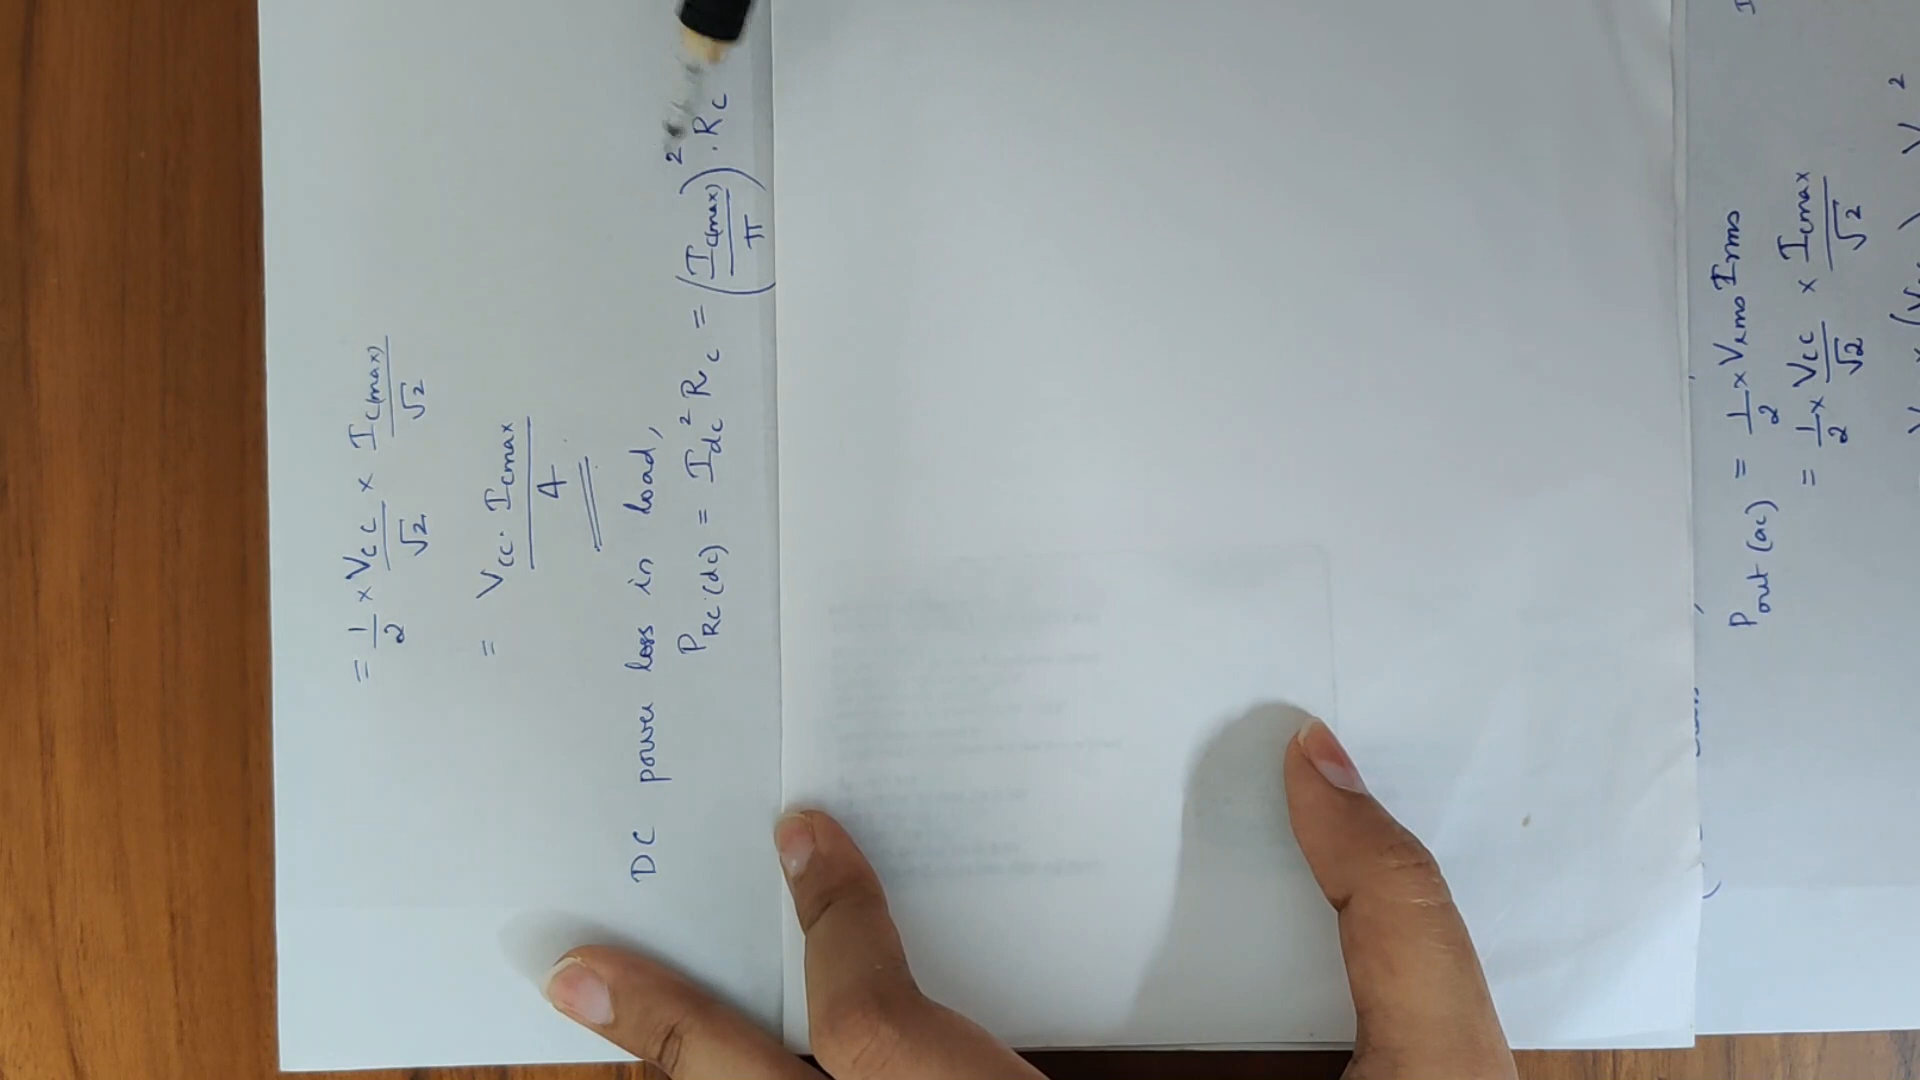 = 1/2 × VCC/√2 × IC(max)/√2
= VCC · ICmax/4
DC power loss in load,
PRC(dc) = Idc² RC = (IC(max)/π)² · RC
Pout(ac) = 1/2 × Vrms Irms
= 1/2 × VCC/√2 × ICmax/√2